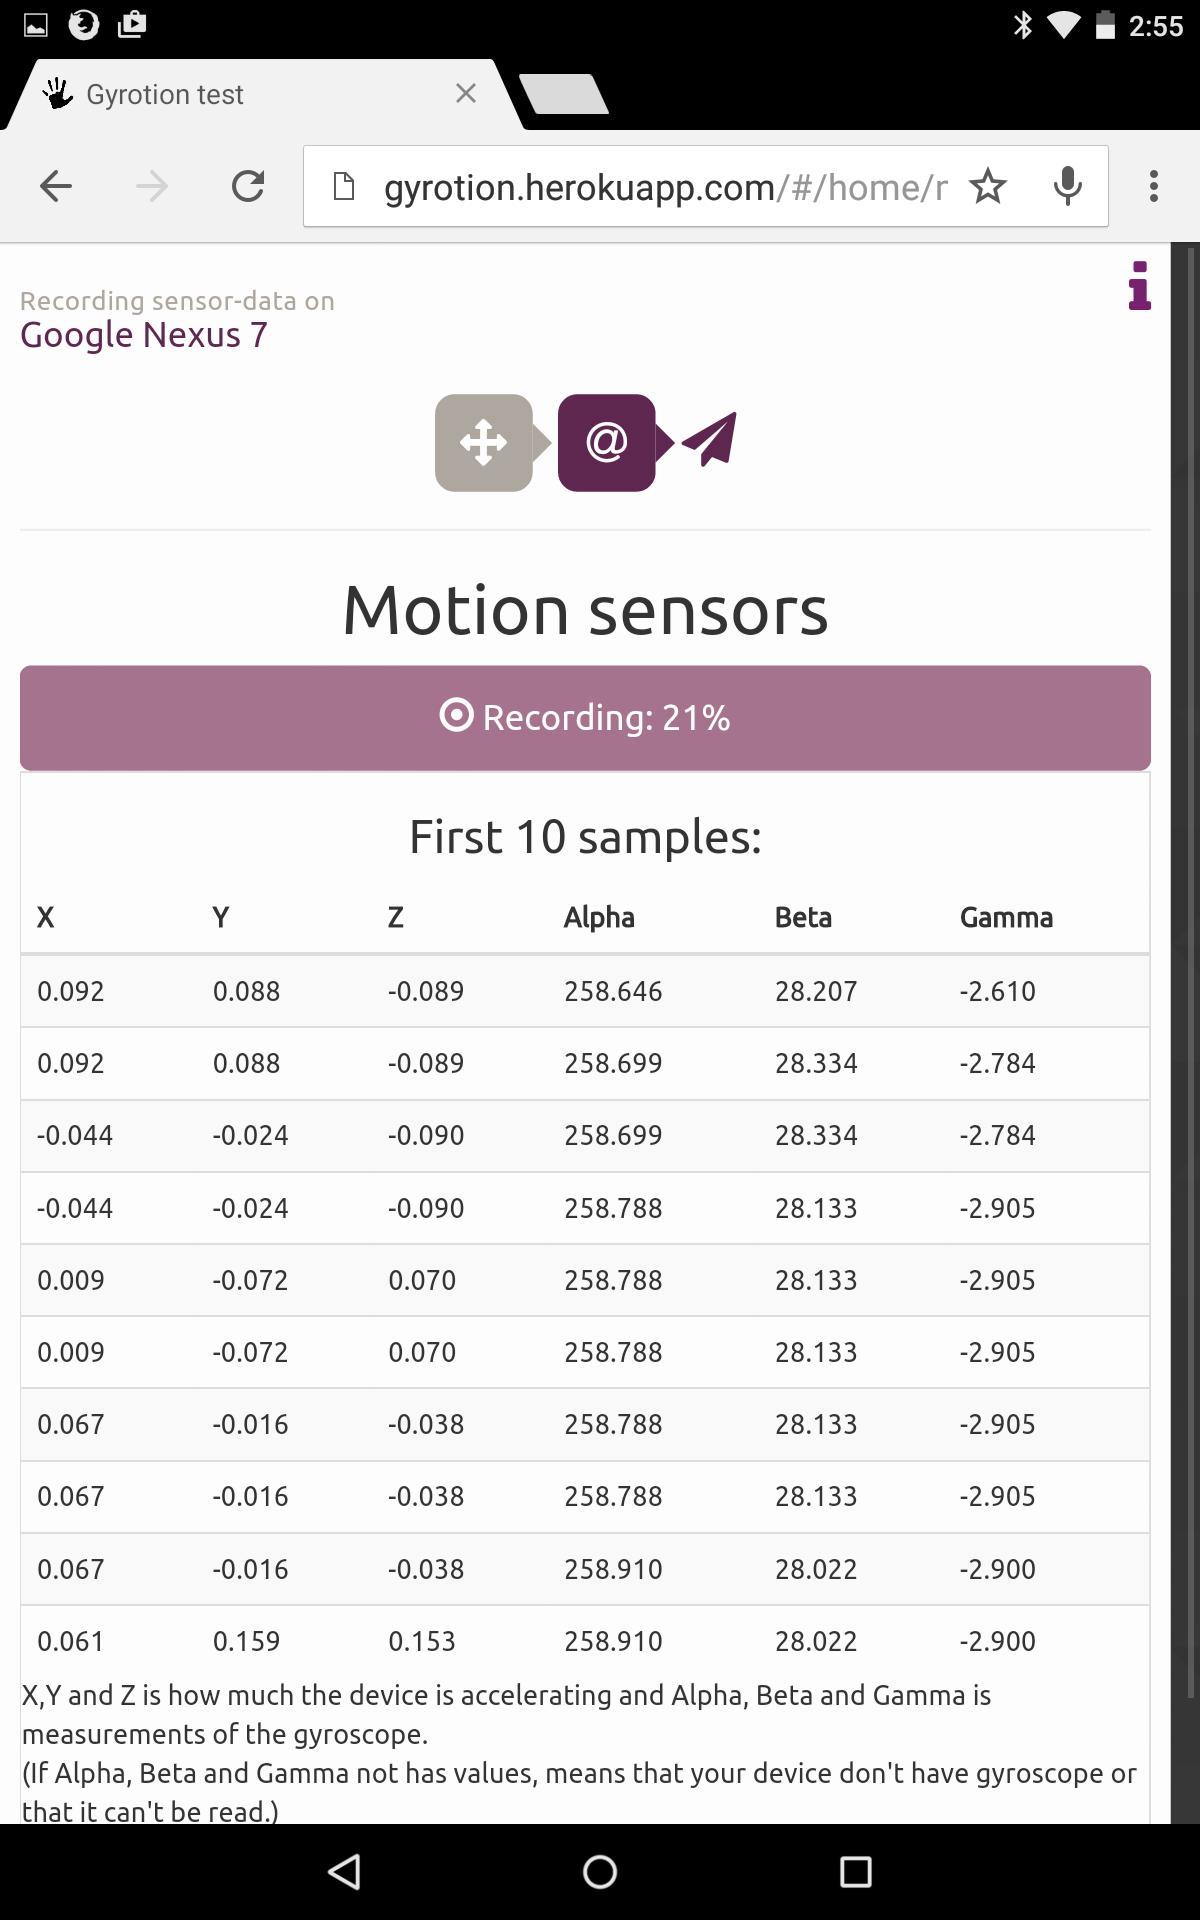 2:55
Gyrotion test
gyrotion.herokuapp.com/#/home/r
Recording sensor-data on
Google Nexus 7
@
Motion sensors
Recording: 21%
First 10 samples:
X Y Z Alpha Beta Gamma
0.092 0.088 -0.089 258.646 28.207 -2.610
0.092 0.088 -0.089 258.699 28.334 -2.784
-0.044 -0.024 -0.090 258.699 28.334 -2.784
-0.044 -0.024 -0.090 258.788 28.133 -2.905
0.009 -0.072 0.070 258.788 28.133 -2.905
0.009 -0.072 0.070 258.788 28.133 -2.905
0.067 -0.016 -0.038 258.788 28.133 -2.905
0.067 -0.016 -0.038 258.788 28.133 -2.905
0.067 -0.016 -0.038 258.910 28.022 -2.900
0.061 0.159 0.153 258.910 28.022 -2.900
X,Y and Z is how much the device is accelerating and Alpha, Beta and Gamma is
measurements of the gyroscope.
(If Alpha, Beta and Gamma not has values, means that your device don't have gyroscope or
that it can't be read.)